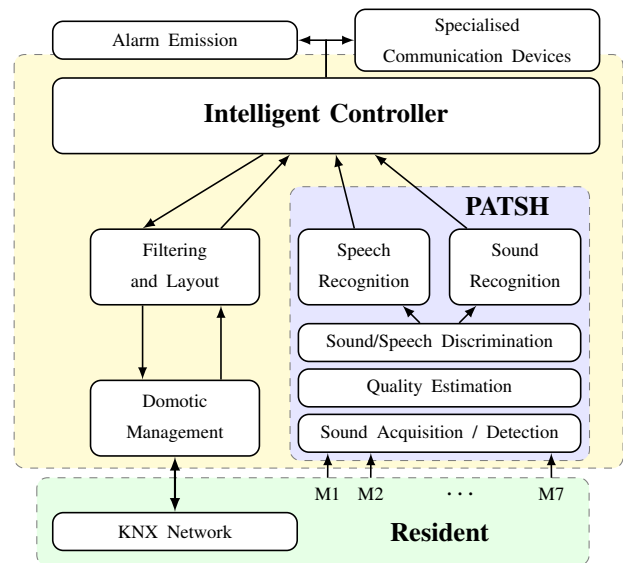 Alarm Emission
Specialised
Communication Devices
Intelligent Controller
PATSH
Filtering
and Layout
Speech
Recognition
Sound
Recognition
Sound/Speech Discrimination
Quality Estimation
Domotic
Management
Sound Acquisition / Detection
M1 M2 ... M7
KNX Network
Resident